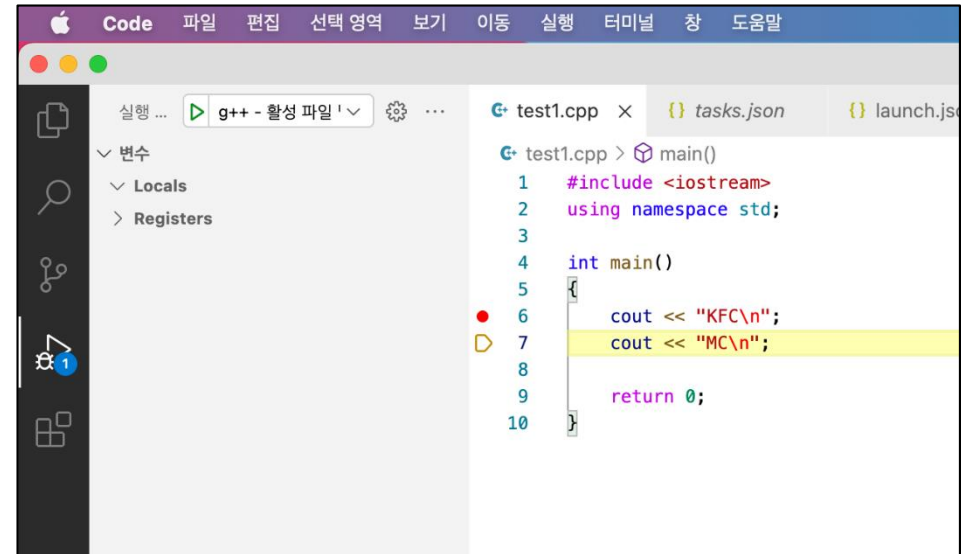 Code 파일 편집 선택 영역 보기 이동 실행 터미널 창 도움말
실행 ... g++ - 활성 파일 ···
test1.cpp × {} tasks.json {} launch.jso
변수
test1.cpp > main()
Locals
Registers
1 #include <iostream>
2 using namespace std;
3
4 int main()
5 {
6 cout << "KFC\n";
7 cout << "MC\n";
8
9 return 0;
10 }
1